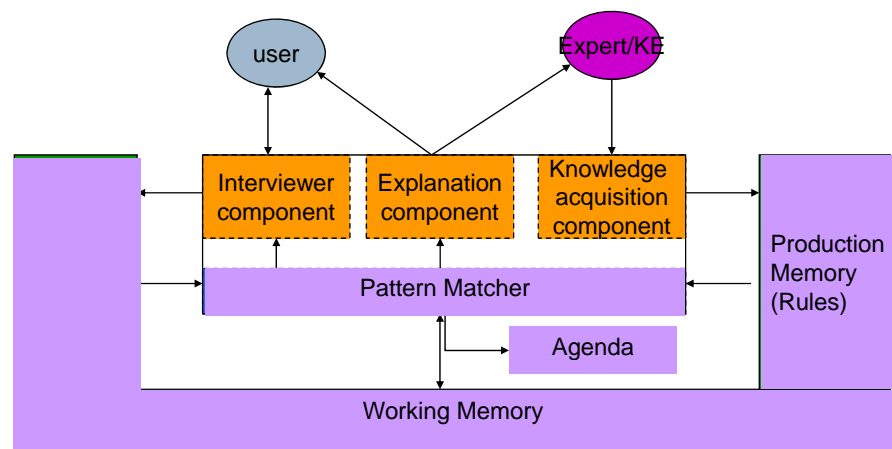 user
Expert/KE
Interviewer
component
Explanation
component
Knowledge
acquisition
component
Production
Memory
(Rules)
Pattern Matcher
Agenda
Working Memory